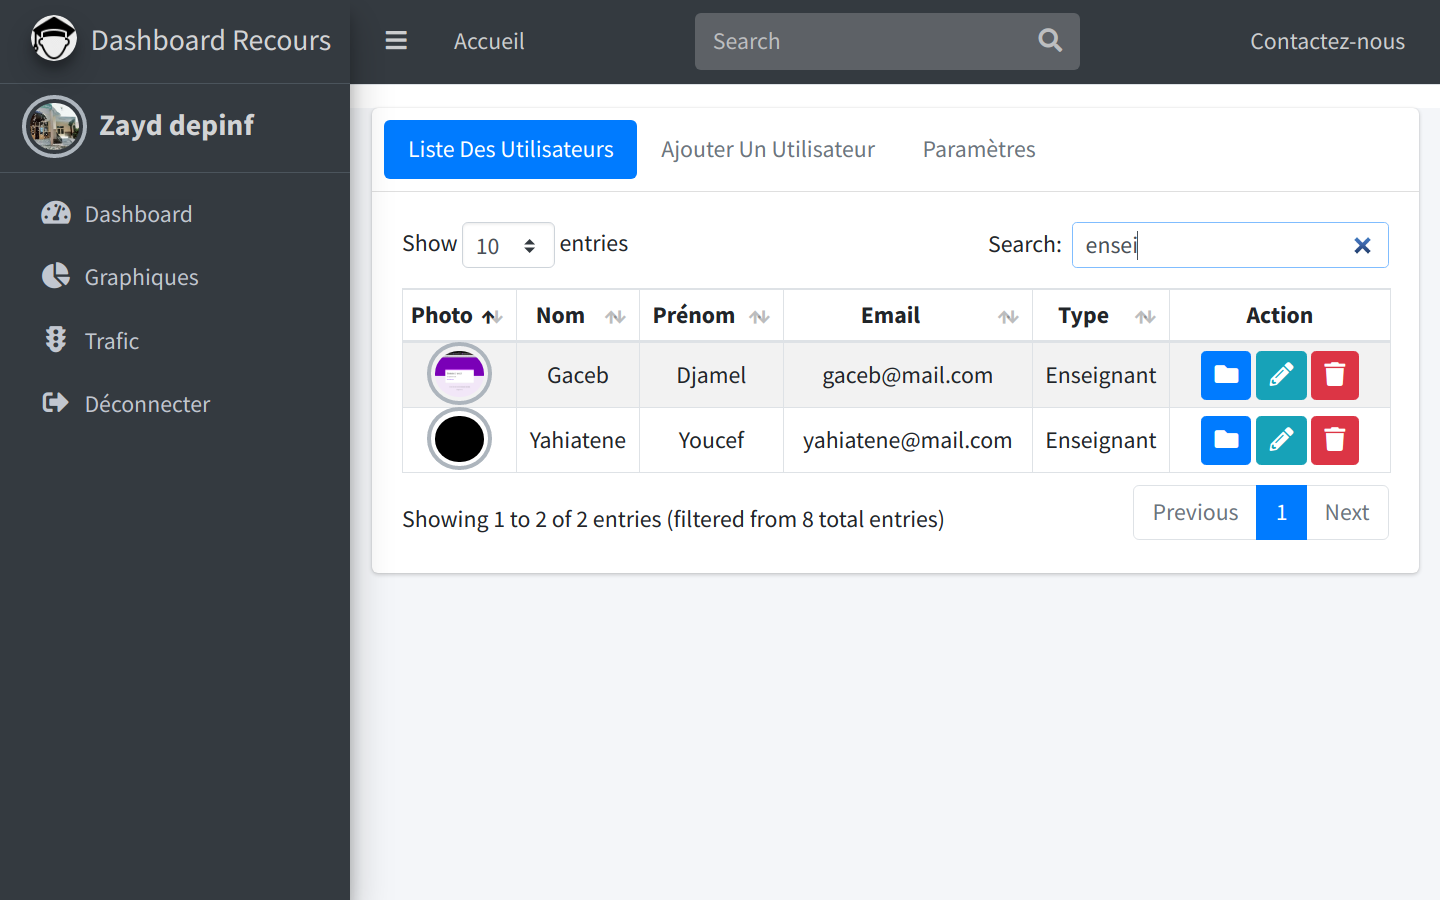 Dashboard Recours
Accueil
Search
Contactez-nous
Zayd depinf
Dashboard
Graphiques
Trafic
Déconnecter
Liste Des Utilisateurs
Ajouter Un Utilisateur
Paramètres
Show 10 entries
Search: ensei
Photo Nom Prénom Email Type Action
Gaceb Djamel gaceb@mail.com Enseignant
Yahiatene Youcef yahiatene@mail.com Enseignant
Showing 1 to 2 of 2 entries (filtered from 8 total entries)
Previous 1 Next